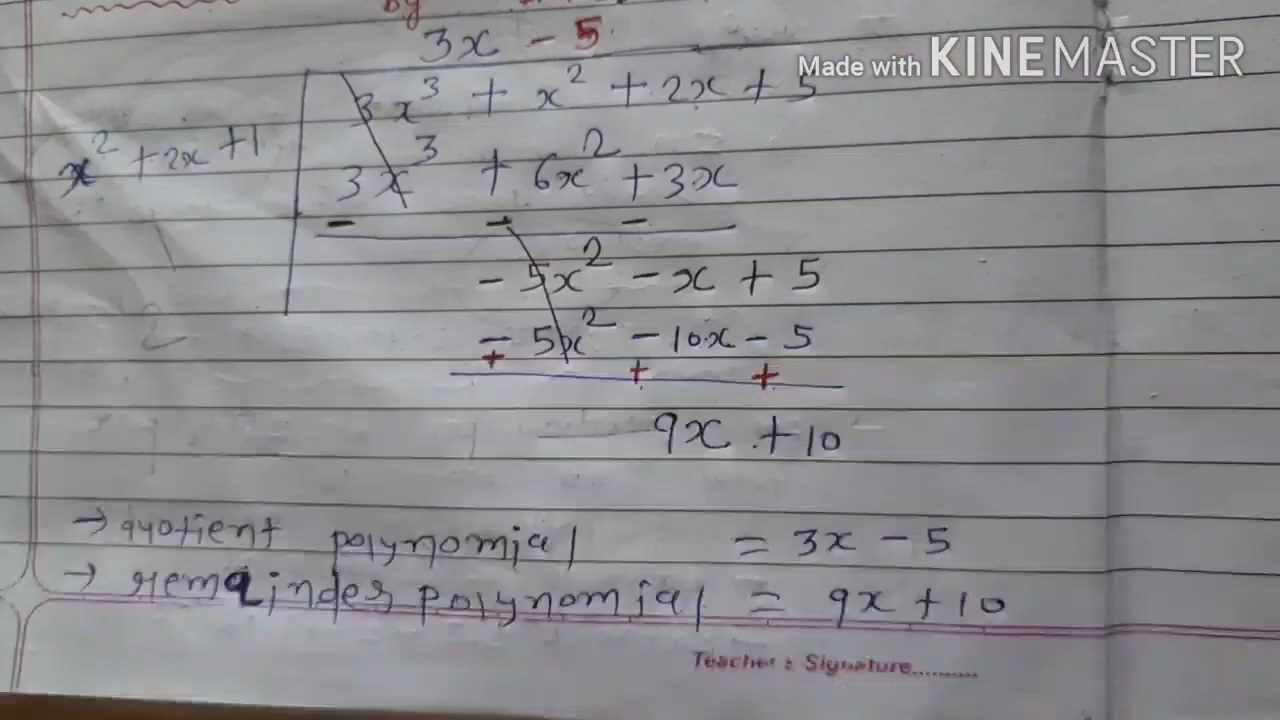 By
3x - 5
Made with KINEMASTER
3x³ + x² + 2x + 5
x² + 2x + 1
3x³ + 6x² + 3x
- - -
- 5x² - x + 5
- 5x² - 10x - 5
+ + +
9x + 10
→ quotient polynomial = 3x - 5
→ remainder polynomial = 9x + 10
Teacher : Signature..........